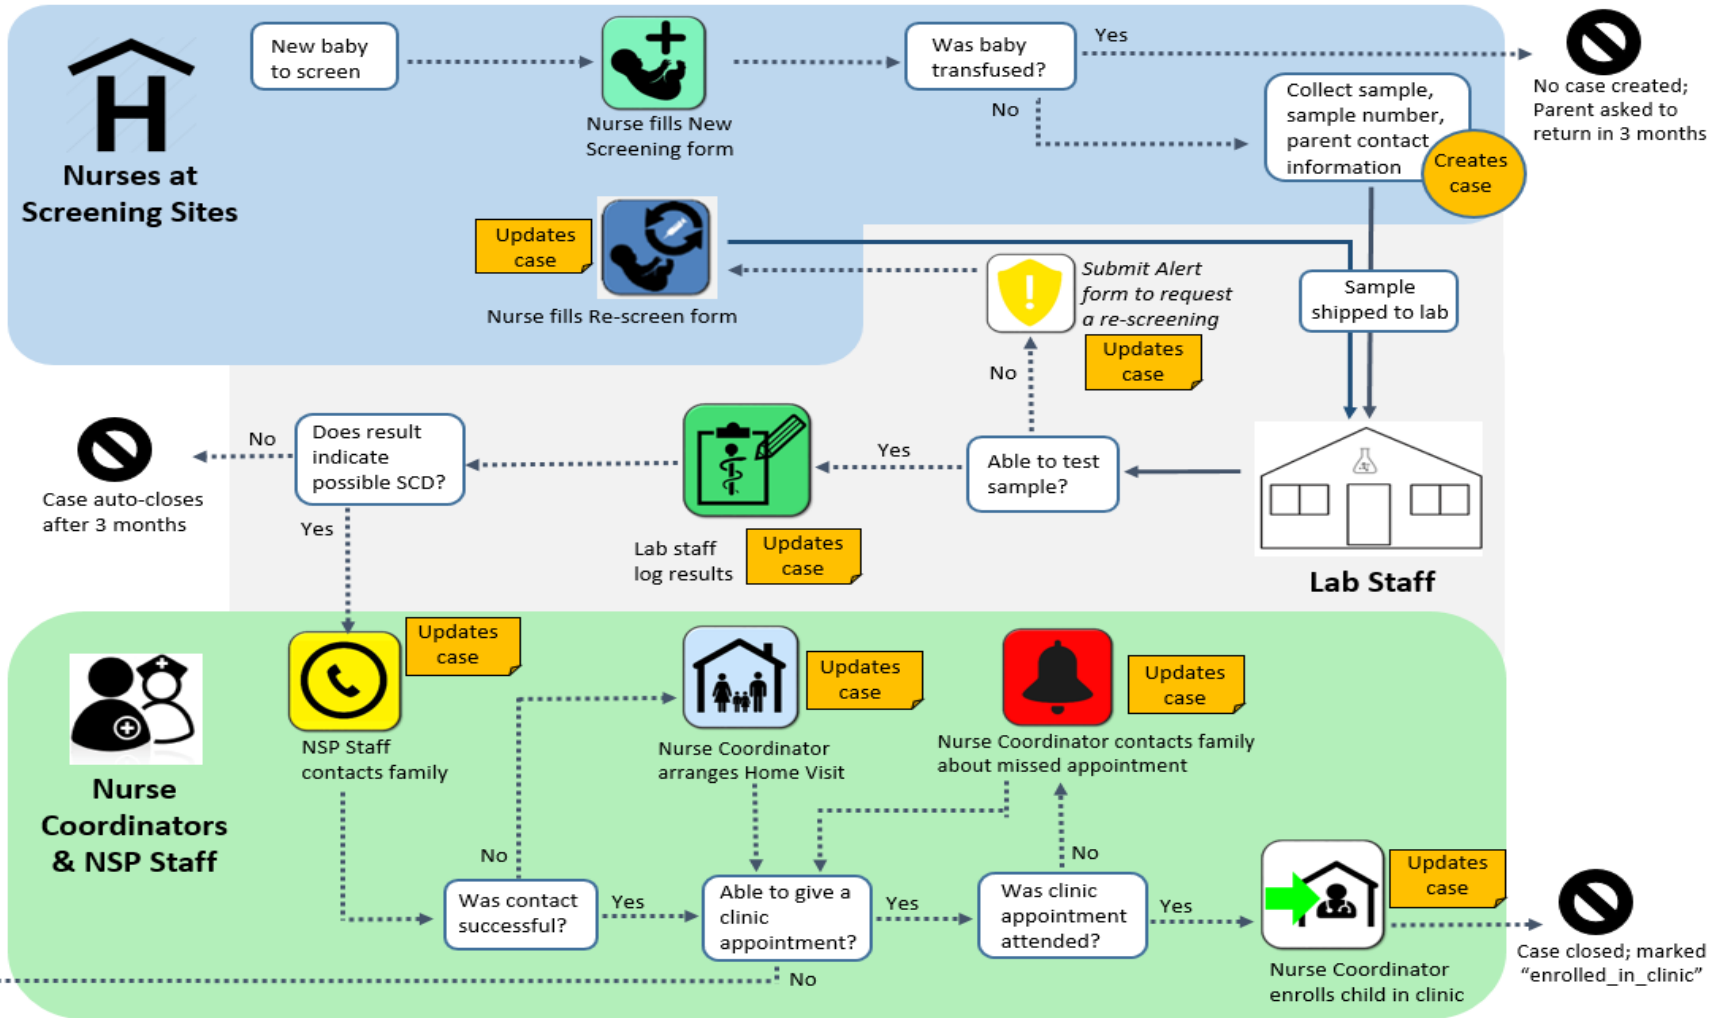 New baby
to screen
Nurse fills New
Screening form
Was baby
transfused?
Yes
No
No case created;
Parent asked to
return in 3 months
Collect sample,
sample number,
parent contact
information
Creates
case
H
Nurses at
Screening Sites
Updates
case
Nurse fills Re-screen form
Submit Alert
form to request
a re-screening
Updates
case
Sample
shipped to lab
No
Does result
indicate
possible SCD?
No
Case auto-closes
after 3 months
Yes
Yes
Able to test
sample?
Lab staff
log results
Updates
case
Lab Staff
Updates
case
NSP Staff
contacts family
Updates
case
Nurse Coordinator
arranges Home Visit
Updates
case
Nurse Coordinator contacts family
about missed appointment
Nurse
Coordinators
& NSP Staff
No
Was contact
successful?
Yes
Able to give a
clinic
appointment?
Yes
No
No
Was clinic
appointment
attended?
Yes
Updates
case
Nurse Coordinator
enrolls child in clinic
Case closed; marked
“enrolled_in_clinic”